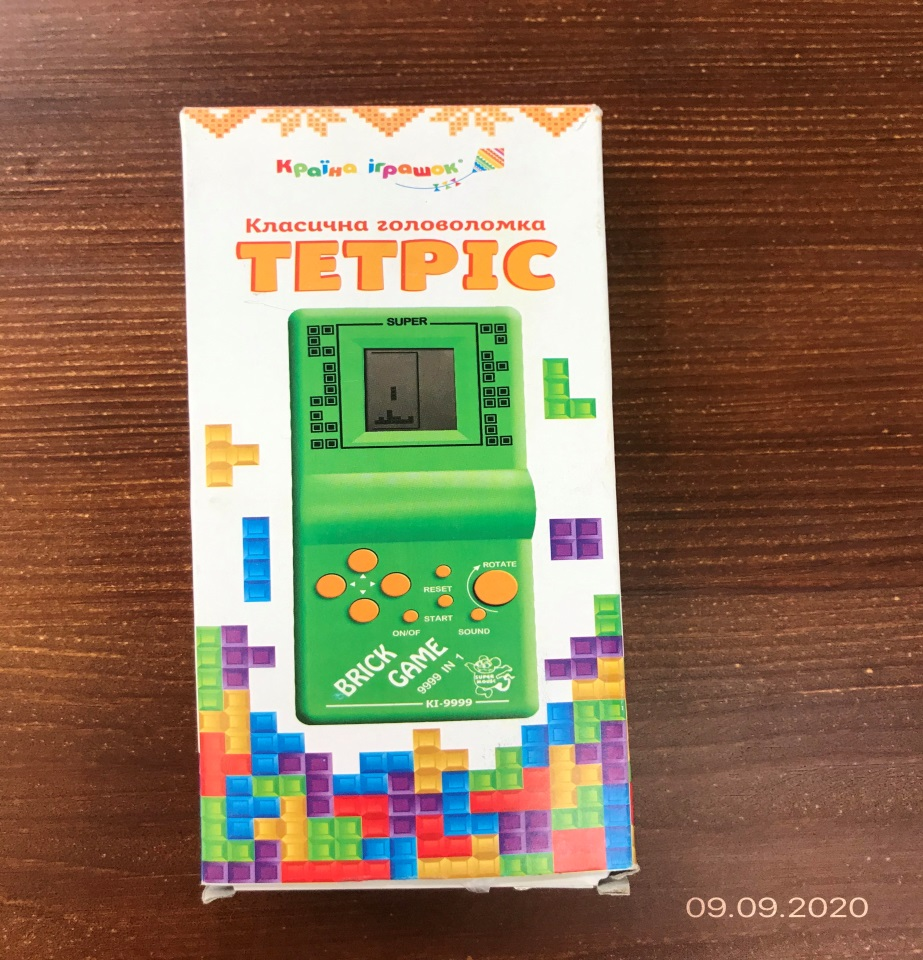 Країна іграшок
Класична головоломка
ТЕТРІС
SUPER
ROTATE
RESET
START
ON/OF
SOUND
BRICK
GAME
9999 IN 1
SUPER
KI-9999
09.09.2020